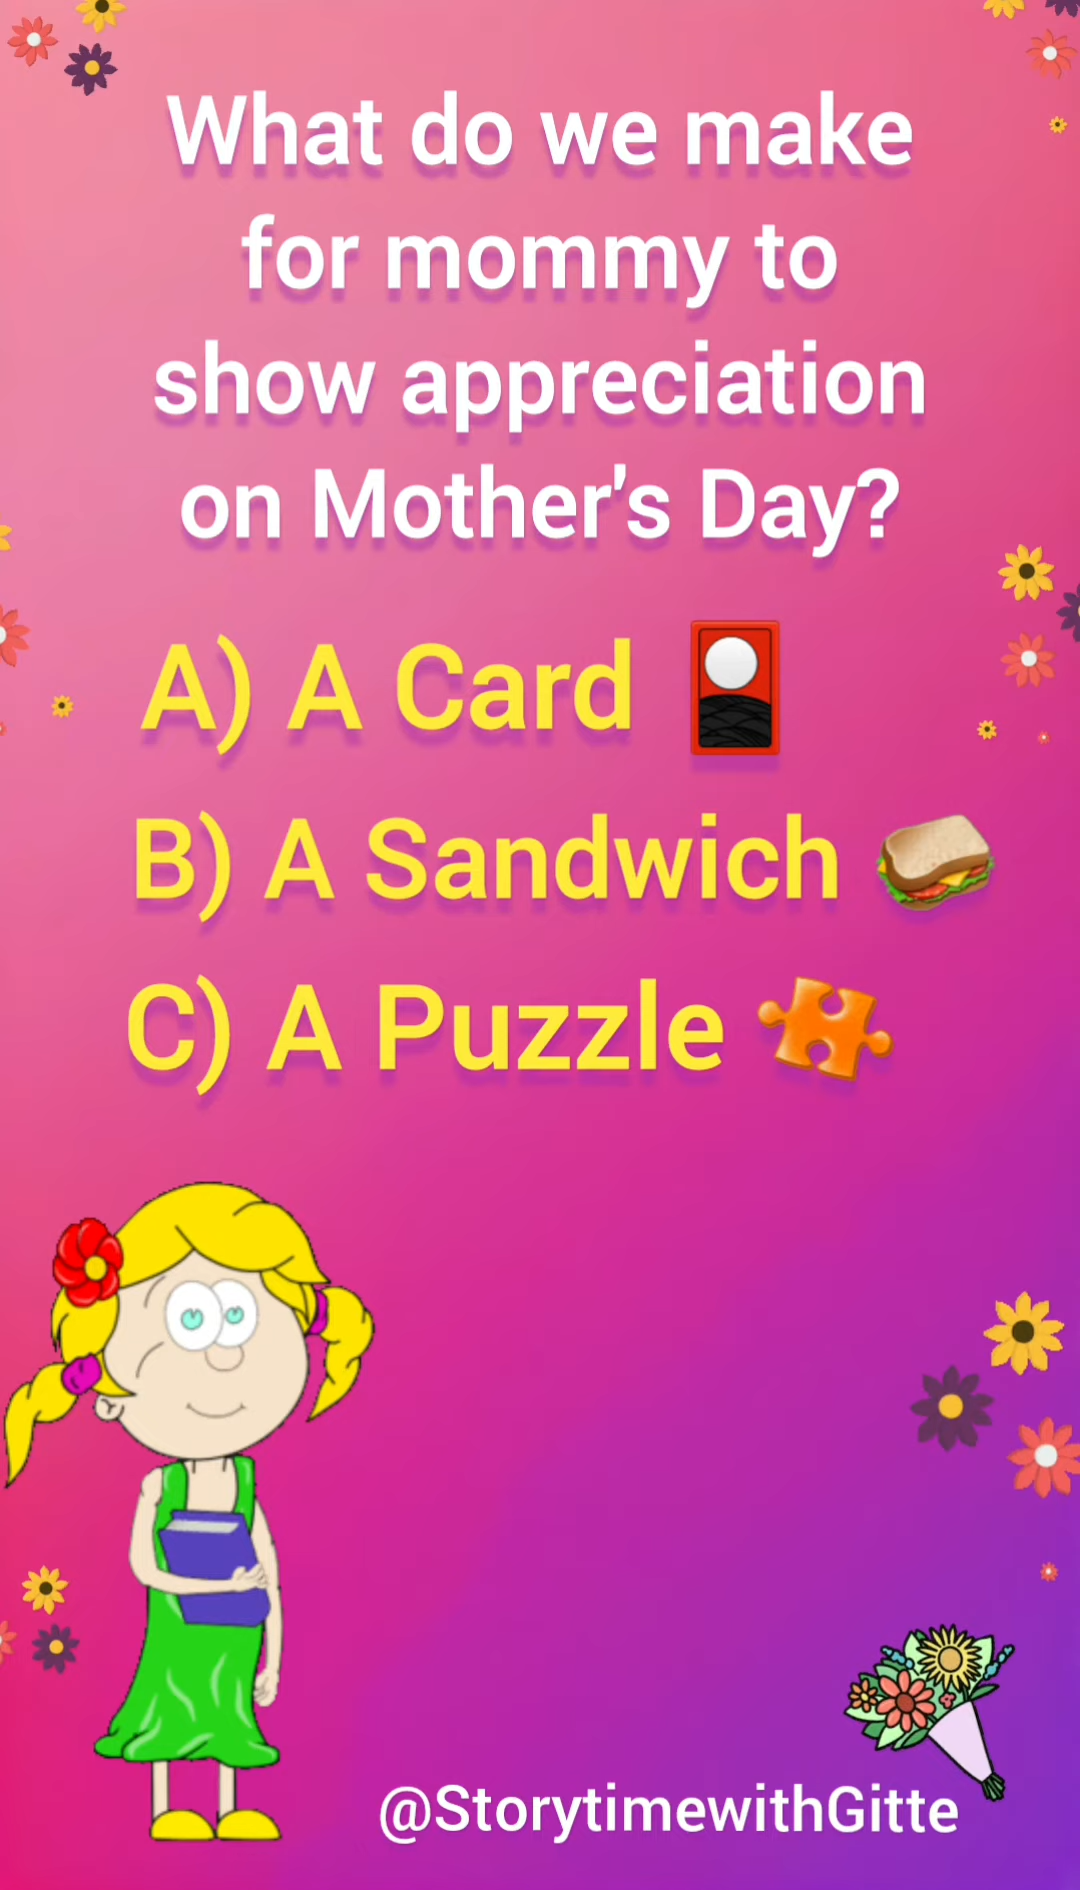 What do we make
for mommy to
show appreciation
on Mother's Day?
A) A Card
B) A Sandwich
C) A Puzzle
@StorytimewithGitte